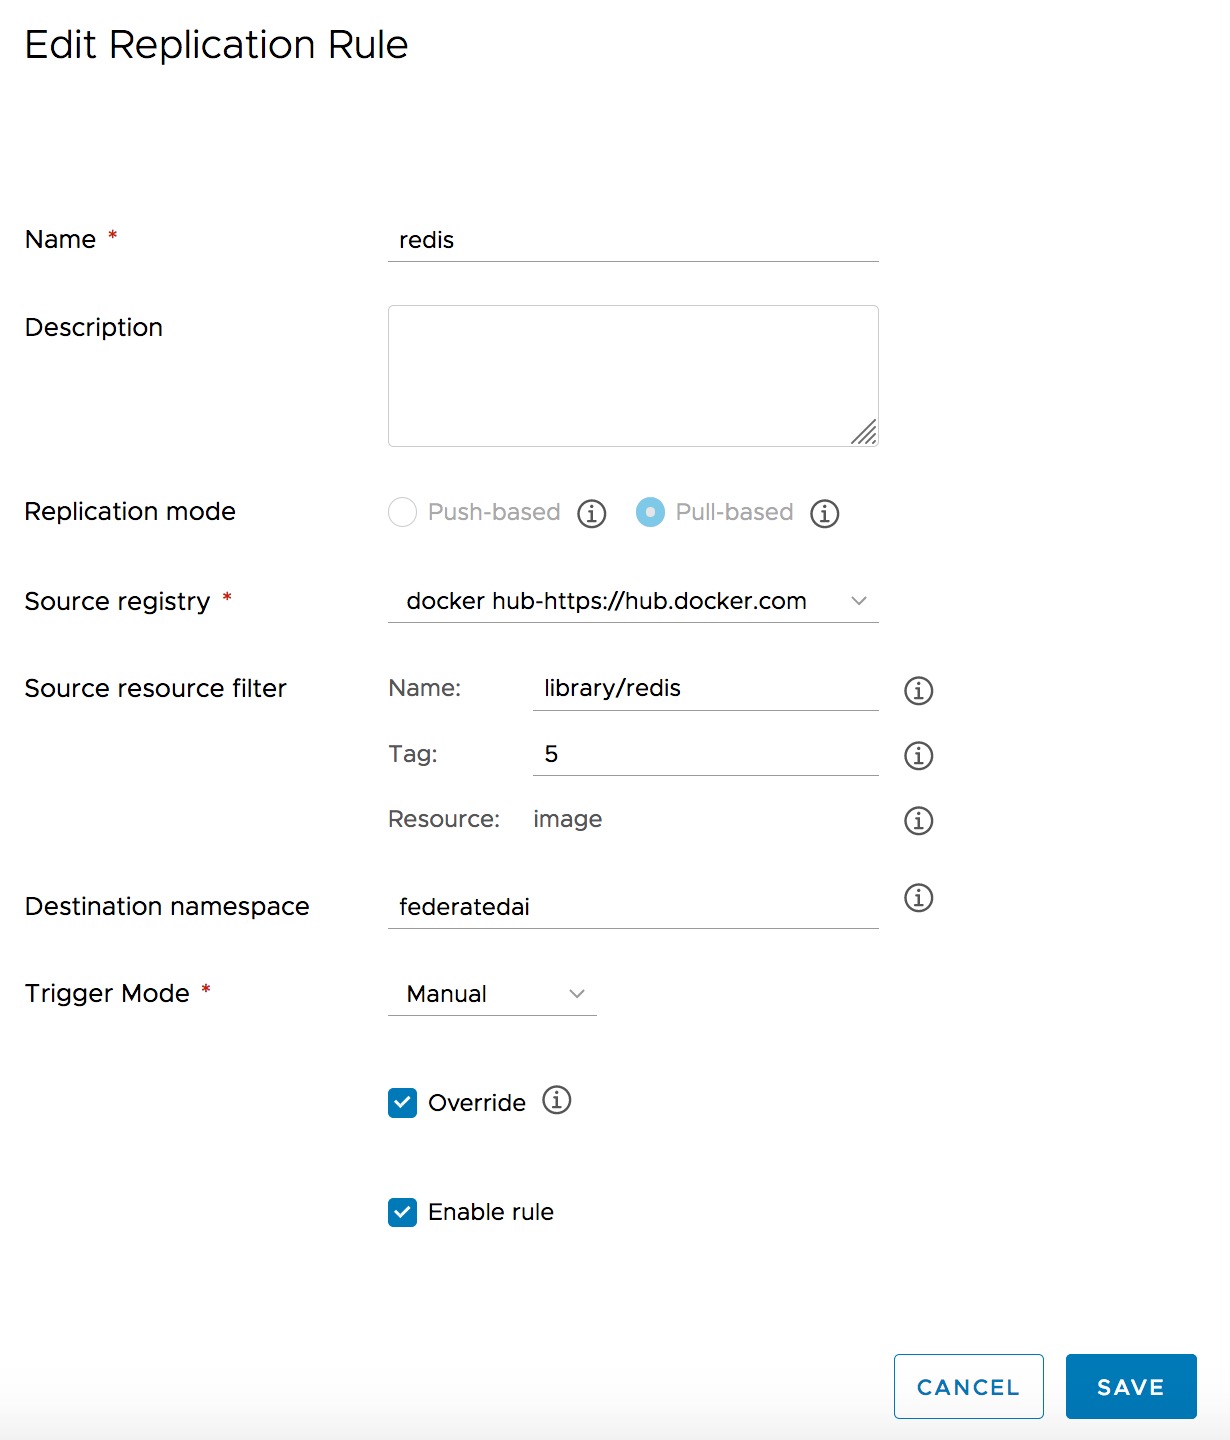 Edit Replication Rule
Name * redis
Description
Replication mode Push-based Pull-based
Source registry * docker hub-https://hub.docker.com
Source resource filter Name: library/redis
Tag: 5
Resource: image
Destination namespace federatedai
Trigger Mode * Manual
Override
Enable rule
CANCEL SAVE